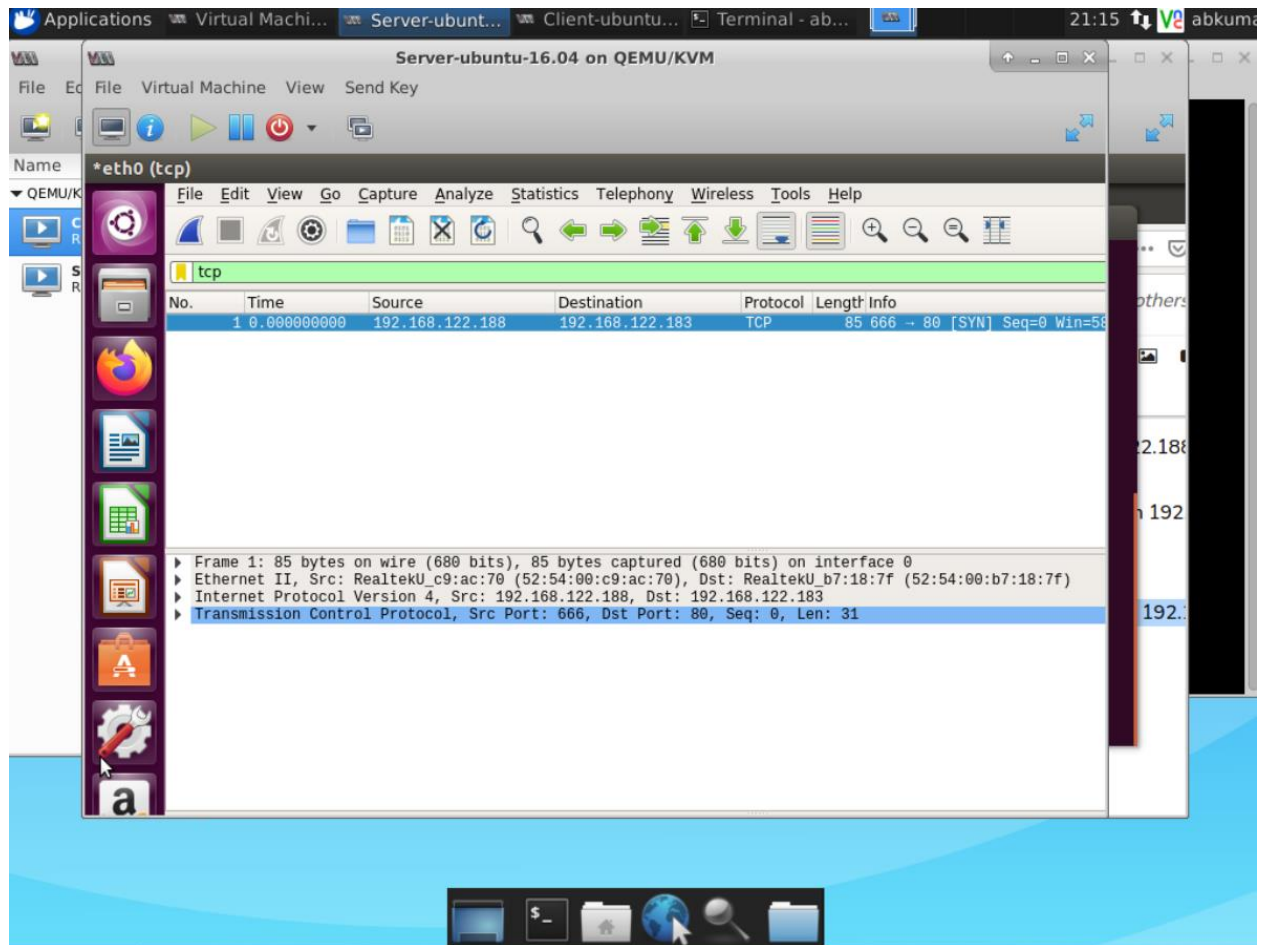 Applications Virtual Machi... Server-ubunt... Client-ubuntu... Terminal - ab... 21:15 abkuma
Server-ubuntu-16.04 on QEMU/KVM
File Ed File Virtual Machine View Send Key
Name *eth0 (tcp)
QEMU/K File Edit View Go Capture Analyze Statistics Telephony Wireless Tools Help
C
R
tcp
S
R
No. Time Source Destination Protocol Length Info others
1 0.000000000 192.168.122.188 192.168.122.183 TCP 85 666 → 80 [SYN] Seq=0 Win=58
22.188
n 192
Frame 1: 85 bytes on wire (680 bits), 85 bytes captured (680 bits) on interface 0
Ethernet II, Src: RealtekU_c9:ac:70 (52:54:00:c9:ac:70), Dst: RealtekU_b7:18:7f (52:54:00:b7:18:7f)
Internet Protocol Version 4, Src: 192.168.122.188, Dst: 192.168.122.183
Transmission Control Protocol, Src Port: 666, Dst Port: 80, Seq: 0, Len: 31 192.
a
$_